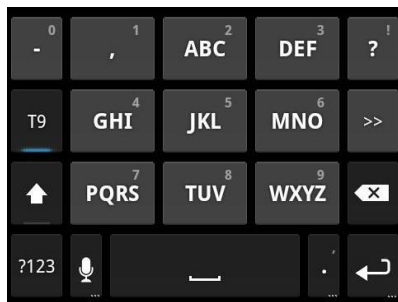 0 1 2 3 !
- , ABC DEF ?
4 5 6
T9 GHI JKL MNO >>
7 8 9
PQRS TUV WXYZ
?123 . ,
... ... ...